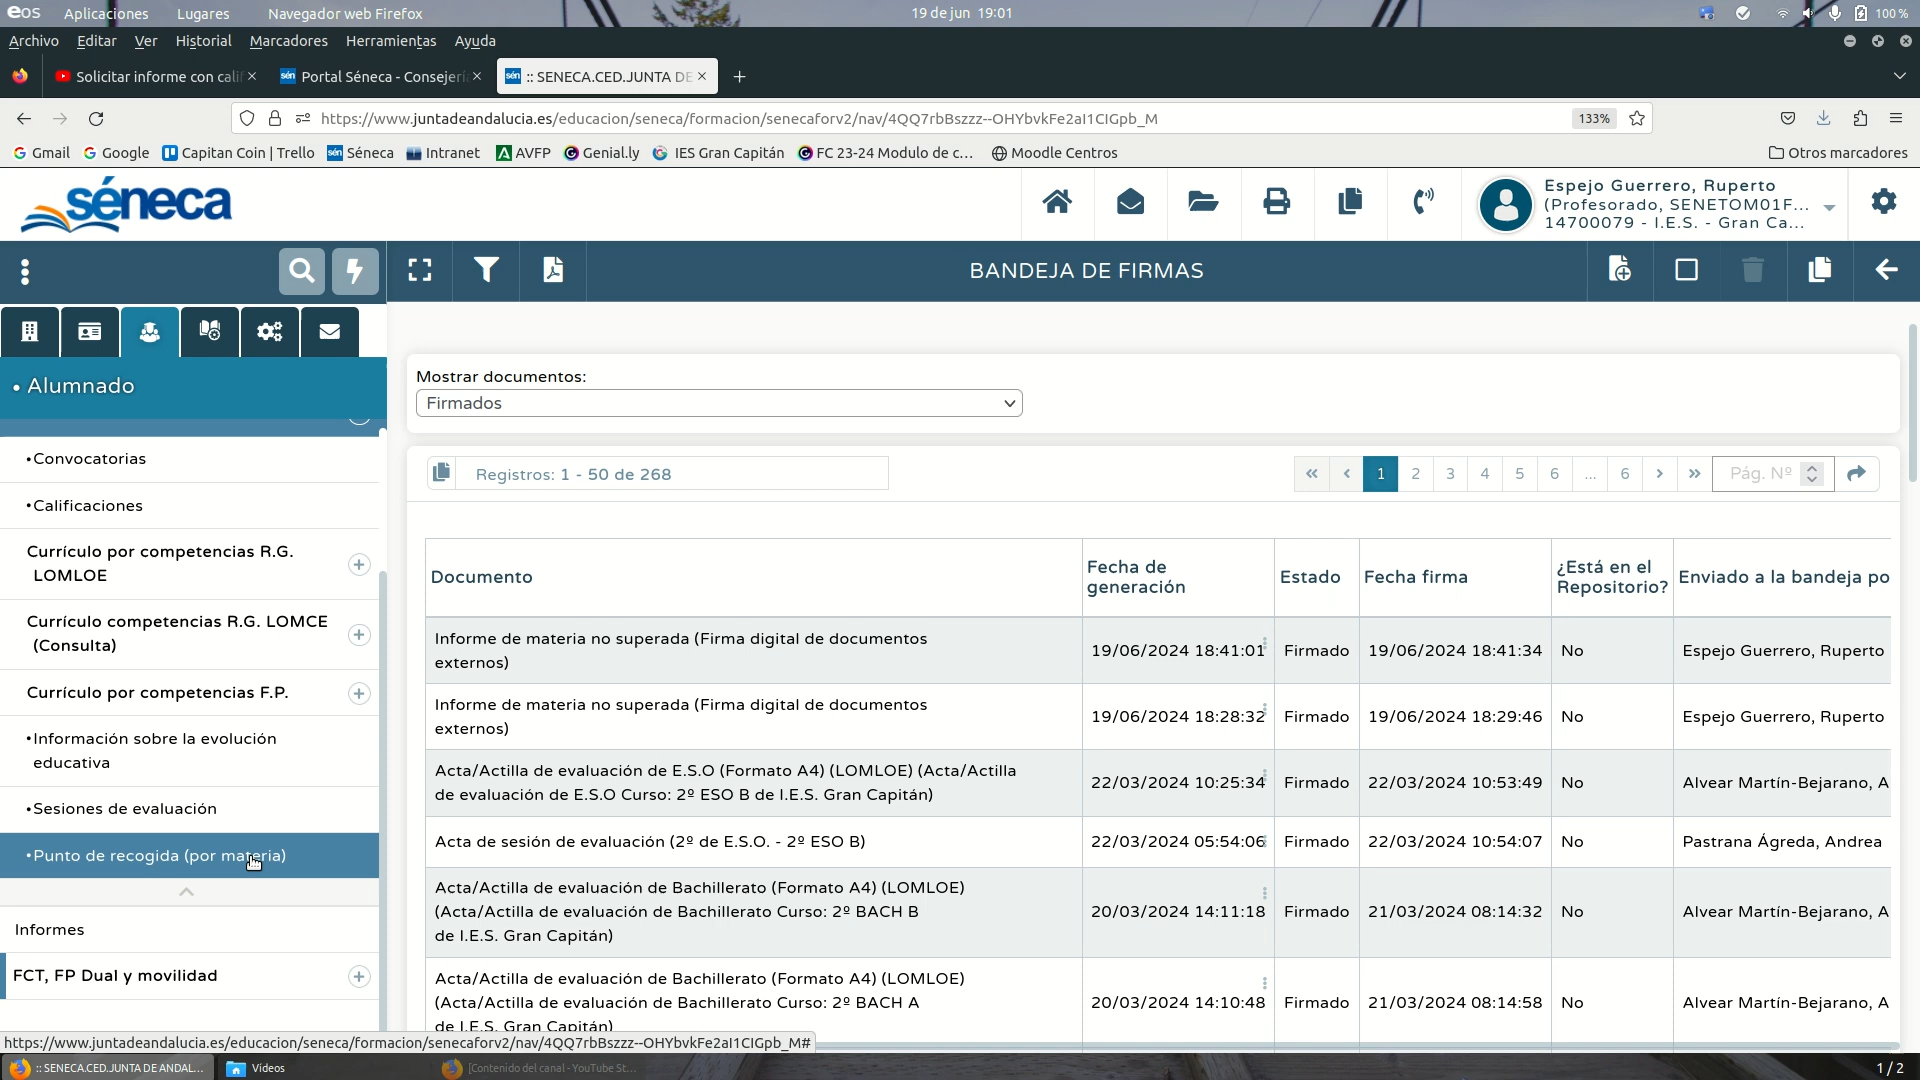 eos Aplicaciones Lugares Navegador web Firefox 19 de jun 19:01 100 %
Archivo Editar Ver Historial Marcadores Herramientas Ayuda
Solicitar informe con cali Portal Séneca - Consejerí :: SENECA.CED.JUNTA DE
https://www.juntadeandalucia.es/educacion/seneca/formacion/senecaforv2/nav/4QQ7rbBszzz--OHYbvkFe2aI1CIGpb_M 133%
Gmail Google Capitan Coin | Trello Séneca Intranet AVFP Genial.ly IES Gran Capitán FC 23-24 Modulo de c... Moodle Centros Otros marcadores
séneca
Espejo Guerrero, Ruperto
(Profesorado, SENETOM01F...
14700079 - I.E.S. - Gran Ca...
BANDEJA DE FIRMAS
• Alumnado
•Convocatorias
•Calificaciones
Currículo por competencias R.G.
LOMLOE
Currículo competencias R.G. LOMCE
(Consulta)
Currículo por competencias F.P.
•Información sobre la evolución
educativa
•Sesiones de evaluación
•Punto de recogida (por materia)
Informes
FCT, FP Dual y movilidad
Mostrar documentos:
Firmados
Registros: 1 - 50 de 268
« ‹ 1 2 3 4 5 6 ... 6 › » Pág. Nº
Documento
Fecha de
generación
Estado
Fecha firma
¿Está en el
Repositorio?
Enviado a la bandeja po
Informe de materia no superada (Firma digital de documentos
externos)
19/06/2024 18:41:01 Firmado 19/06/2024 18:41:34 No Espejo Guerrero, Ruperto
Informe de materia no superada (Firma digital de documentos
externos)
19/06/2024 18:28:32 Firmado 19/06/2024 18:29:46 No Espejo Guerrero, Ruperto
Acta/Actilla de evaluación de E.S.O (Formato A4) (LOMLOE) (Acta/Actilla
de evaluación de E.S.O Curso: 2º ESO B de I.E.S. Gran Capitán)
22/03/2024 10:25:34 Firmado 22/03/2024 10:53:49 No Alvear Martín-Bejarano, A
Acta de sesión de evaluación (2º de E.S.O. - 2º ESO B)
22/03/2024 05:54:06 Firmado 22/03/2024 10:54:07 No Pastrana Ágreda, Andrea
Acta/Actilla de evaluación de Bachillerato (Formato A4) (LOMLOE)
(Acta/Actilla de evaluación de Bachillerato Curso: 2º BACH B
de I.E.S. Gran Capitán)
20/03/2024 14:11:18 Firmado 21/03/2024 08:14:32 No Alvear Martín-Bejarano, A
Acta/Actilla de evaluación de Bachillerato (Formato A4) (LOMLOE)
(Acta/Actilla de evaluación de Bachillerato Curso: 2º BACH A
de I.E.S. Gran Capitán)
20/03/2024 14:10:48 Firmado 21/03/2024 08:14:58 No Alvear Martín-Bejarano, A
https://www.juntadeandalucia.es/educacion/seneca/formacion/senecaforv2/nav/4QQ7rbBszzz--OHYbvkFe2aI1CIGpb_M#
:: SENECA.CED.JUNTA DE ANDAL... Vídeos [Contenido del canal - YouTube St... 1 / 2